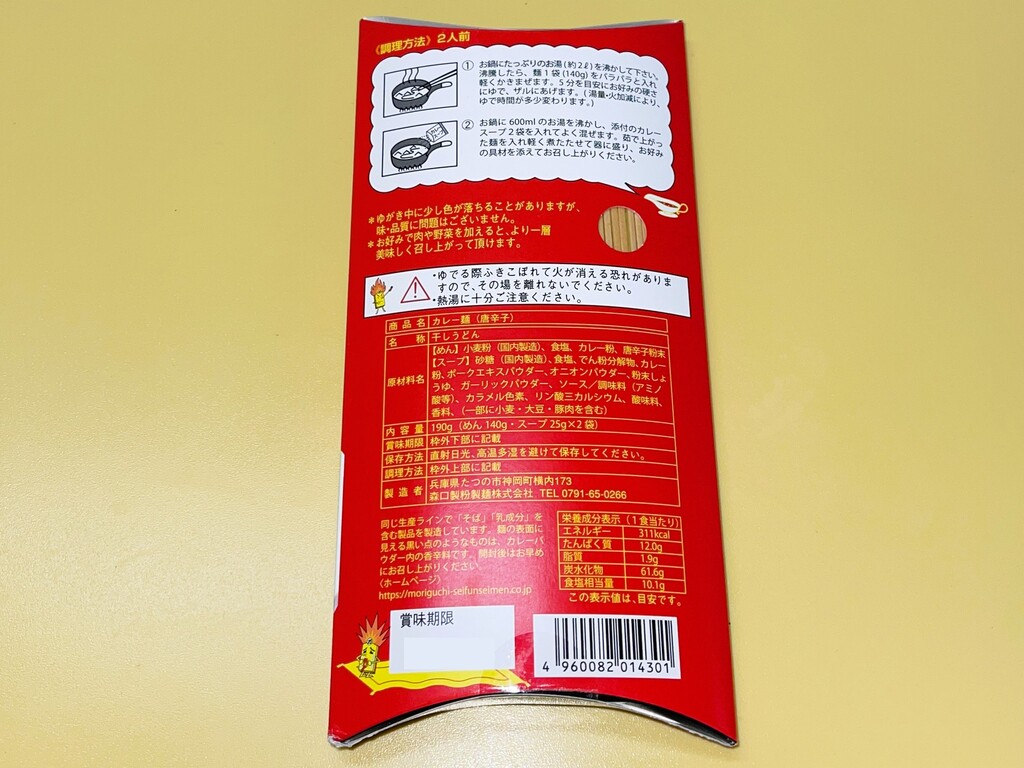 《調理方法》2人前
① お鍋にたっぷりのお湯(約2ℓ)を沸かして下さい。
沸騰したら、麺1袋(140g)をバラバラと入れ
軽くかきまぜます。5分を目安にお好みの硬さ
にゆで、ザルにあげます。(湯量・火加減により、
ゆで時間が多少変わります。)
② お鍋に600mlのお湯を沸かし、添付のカレー
スープ2袋を入れてよく混ぜます。茹で上がっ
た麺を入れ軽く煮たたせて器に盛り、お好み
の具材を添えてお召し上がりください。
＊ゆがき中に少し色が落ちることがありますが、
味・品質に問題はございません。
＊お好みで肉や野菜を加えると、より一層
美味しく召し上がって頂けます。
・ゆでる際ふきこぼれて火が消える恐れがありま
すので、その場を離れないでください。
・熱湯に十分ご注意ください。
商品名 カレー麺(唐辛子)
名称 干しうどん
原材料名 【めん】小麦粉(国内製造)、食塩、カレー粉、唐辛子粉末
【スープ】砂糖(国内製造)、食塩、でん粉分解物、カレー
粉、ポークエキスパウダー、オニオンパウダー、粉末しょ
うゆ、ガーリックパウダー、ソース／調味料(アミノ
酸等)、カラメル色素、リン酸三カルシウム、酸味料、
香料、(一部に小麦・大豆・豚肉を含む)
内容量 190g(めん140g・スープ25g×2袋)
賞味期限 枠外下部に記載
保存方法 直射日光、高温多湿を避けて保存してください。
調理方法 枠外上部に記載
製造者 兵庫県たつの市神岡町横内173
森口製粉製麺株式会社 TEL 0791-65-0266
同じ生産ラインで「そば」「乳成分」を
含む製品を製造しています。麺の表面に
見える黒い点のようなものは、カレーパ
ウダー内の香辛料です。開封後はお早め
にお召し上がりください。
〈ホームページ〉
https://moriguchi-seifunseimen.co.jp
栄養成分表示(1食当たり)
エネルギー 311kcal
たんぱく質 12.0g
脂質 1.9g
炭水化物 61.6g
食塩相当量 10.1g
この表示値は、目安です。
賞味期限
4 960082 014301